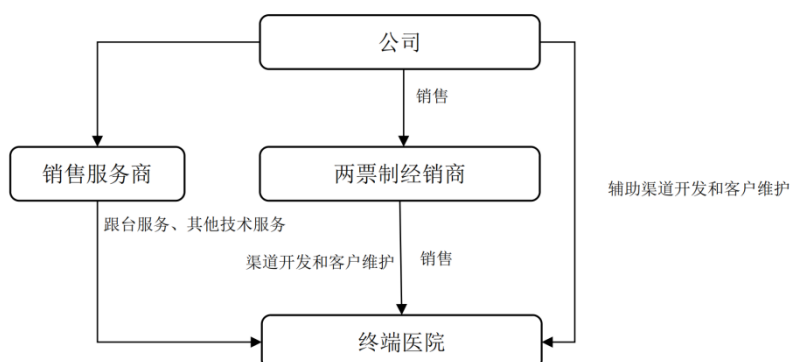 公司
销售
销售服务商
两票制经销商
辅助渠道开发和客户维护
跟台服务、其他技术服务
渠道开发和客户维护
销售
终端医院